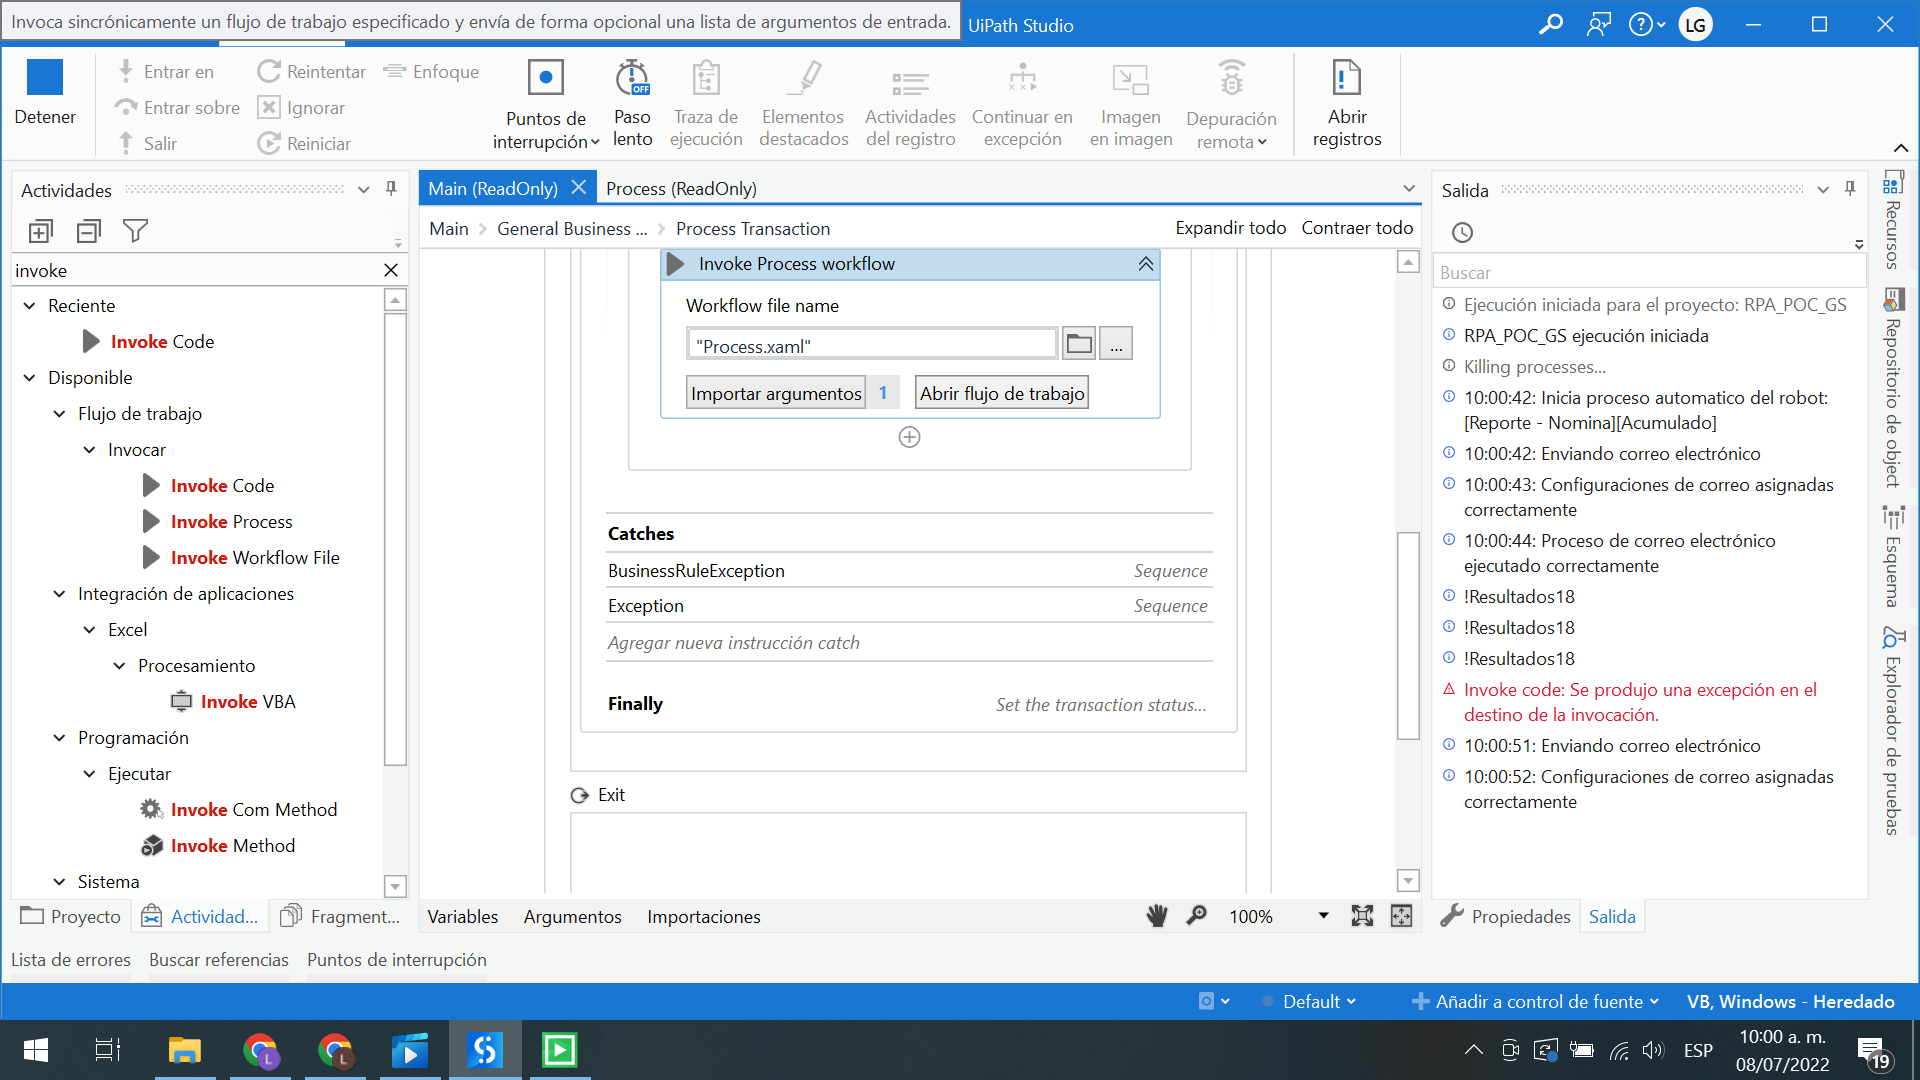 Invoca sincrónicamente un flujo de trabajo especificado y envía de forma opcional una lista de argumentos de entrada.
UiPath Studio
LG
Detener
Entrar en
Entrar sobre
Salir
Reintentar
Ignorar
Reiniciar
Enfoque
Puntos de
interrupción
Paso
lento
OFF
Traza de
ejecución
Elementos
destacados
Actividades
del registro
Continuar en
excepción
Imagen
en imagen
Depuración
remota
Abrir
registros
Actividades
invoke
Reciente
Invoke Code
Disponible
Flujo de trabajo
Invocar
Invoke Code
Invoke Process
Invoke Workflow File
Integración de aplicaciones
Excel
Procesamiento
Invoke VBA
Programación
Ejecutar
Invoke Com Method
Invoke Method
Sistema
Proyecto
Actividad...
Fragment...
Main (ReadOnly)
Process (ReadOnly)
Main > General Business ... > Process Transaction
Expandir todo
Contraer todo
Invoke Process workflow
Workflow file name
"Process.xaml"
...
Importar argumentos 1
Abrir flujo de trabajo
Catches
BusinessRuleException Sequence
Exception Sequence
Agregar nueva instrucción catch
Finally Set the transaction status...
Exit
Variables
Argumentos
Importaciones
100%
Salida
Buscar
Ejecución iniciada para el proyecto: RPA_POC_GS
RPA_POC_GS ejecución iniciada
Killing processes...
10:00:42: Inicia proceso automatico del robot:
[Reporte - Nomina][Acumulado]
10:00:42: Enviando correo electrónico
10:00:43: Configuraciones de correo asignadas
correctamente
10:00:44: Proceso de correo electrónico
ejecutado correctamente
!Resultados18
!Resultados18
!Resultados18
Invoke code: Se produjo una excepción en el
destino de la invocación.
10:00:51: Enviando correo electrónico
10:00:52: Configuraciones de correo asignadas
correctamente
Propiedades
Salida
Recursos
Repositorio de object
Esquema
Explorador de pruebas
Lista de errores
Buscar referencias
Puntos de interrupción
Default
Añadir a control de fuente
VB, Windows - Heredado
L
L
ESP
10:00 a. m.
08/07/2022
19